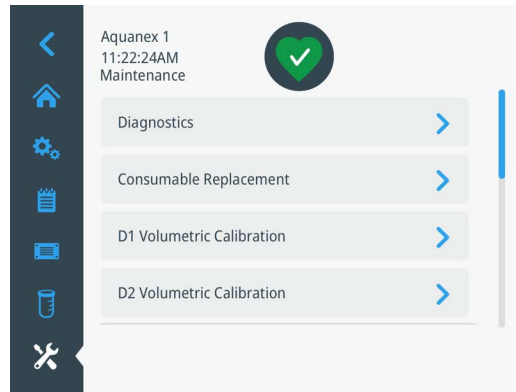 Aquanex 1
11:22:24AM
Maintenance
Diagnostics
Consumable Replacement
D1 Volumetric Calibration
D2 Volumetric Calibration